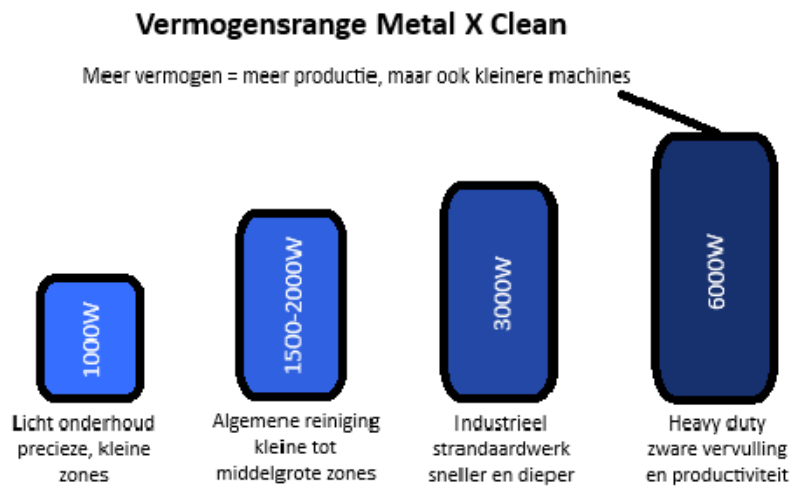 Vermogensrange Metal X Clean
Meer vermogen = meer productie, maar ook kleinere machines
1000W
1500-2000W
3000W
6000W
Licht onderhoud
precieze, kleine
zones
Algemene reiniging
kleine tot
middelgrote zones
Industrieel
strandaardwerk
sneller en dieper
Heavy duty
zware vervulling
en productiviteit